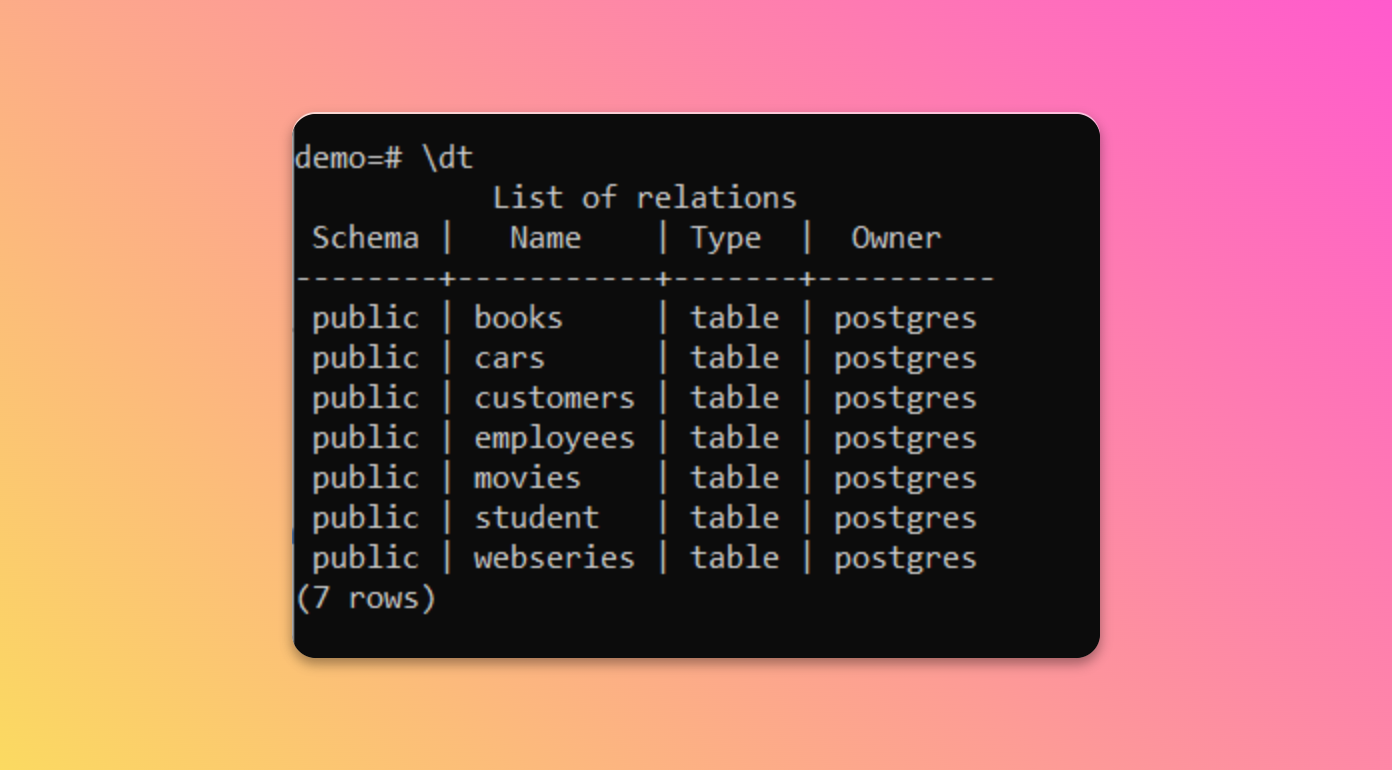 demo=# \dt
          List of relations
 Schema |   Name    | Type  |  Owner
--------+-----------+-------+----------
 public | books     | table | postgres
 public | cars      | table | postgres
 public | customers | table | postgres
 public | employees | table | postgres
 public | movies    | table | postgres
 public | student   | table | postgres
 public | webseries | table | postgres
(7 rows)